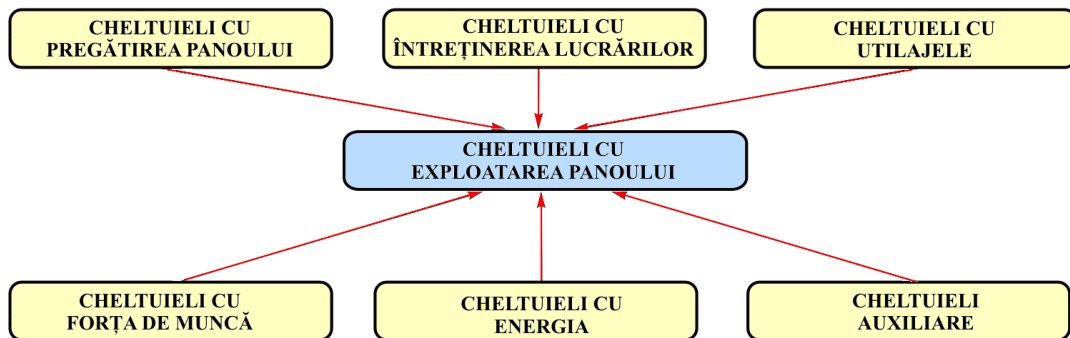 CHELTUIELI CU
PREGĂTIREA PANOULUI
CHELTUIELI CU
ÎNTREȚINEREA LUCRĂRILOR
CHELTUIELI CU
UTILAJELE
CHELTUIELI CU
EXPLOATAREA PANOULUI
CHELTUIELI CU
FORȚA DE MUNCĂ
CHELTUIELI CU
ENERGIA
CHELTUIELI
AUXILIARE